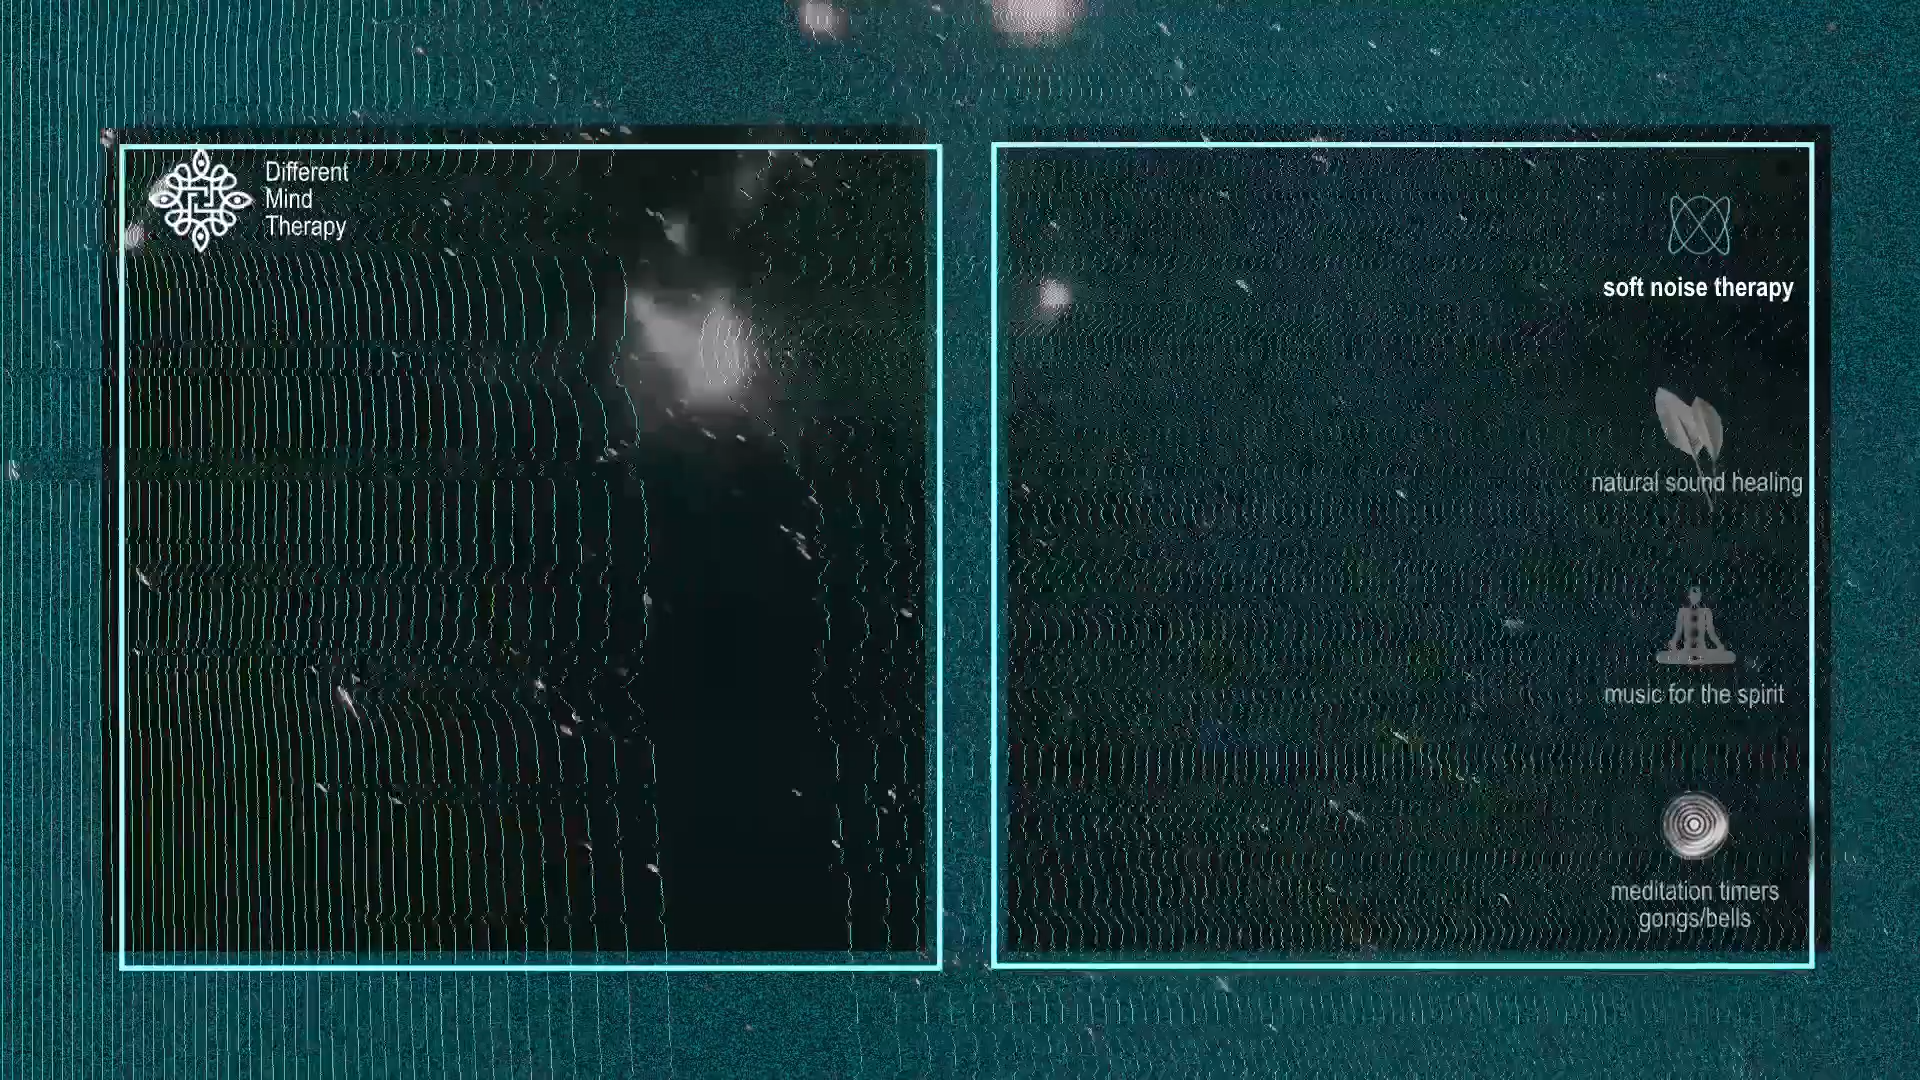 Different
Mind
Therapy
soft noise therapy
natural sound healing
music for the spirit
meditation timers
gongs/bells